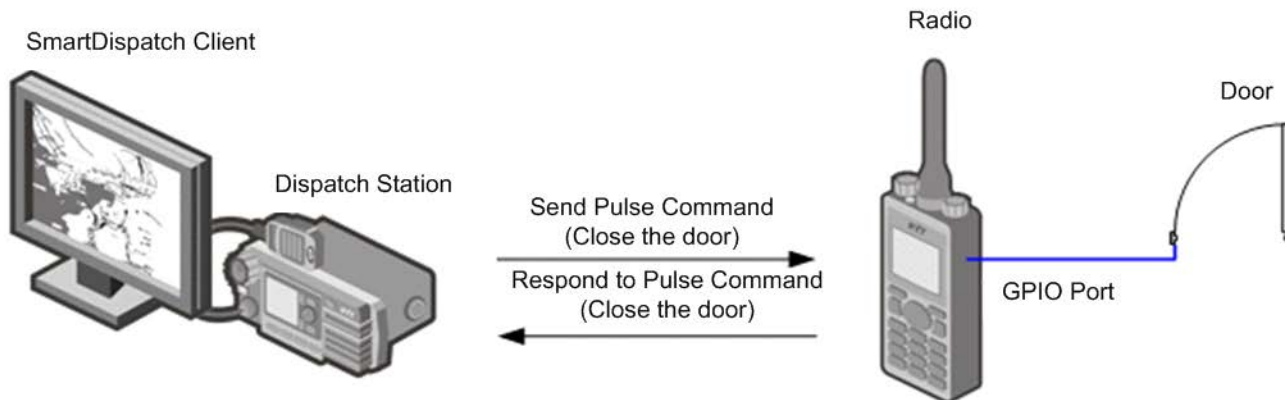 SmartDispatch Client
Dispatch Station
Send Pulse Command
(Close the door)
Respond to Pulse Command
(Close the door)
Radio
GPIO Port
Door